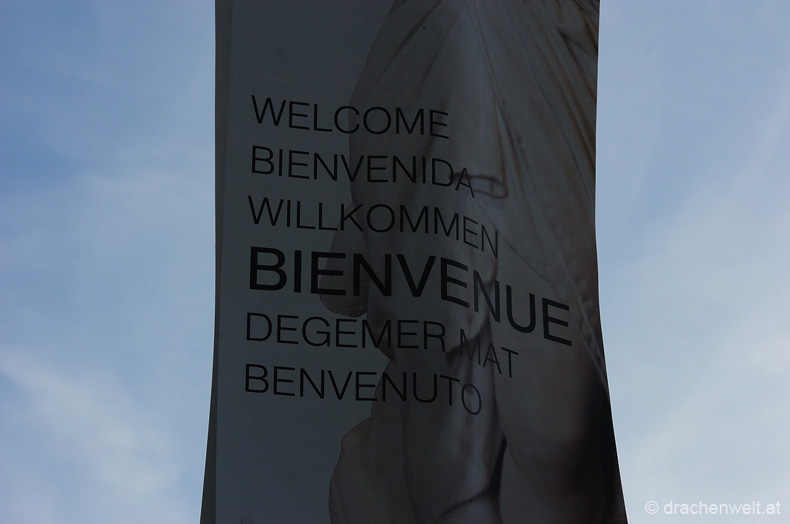 WELCOME
BIENVENIDA
WILLKOMMEN
BIENVENUE
DEGEMER MAT
BENVENUTO
© drachenwelt.at